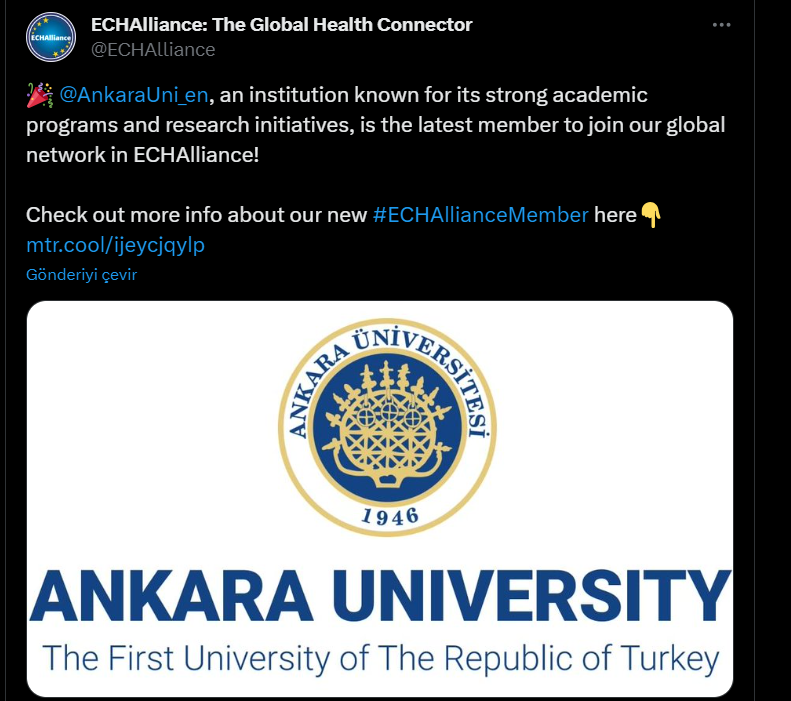 ECHAlliance
ECHAlliance: The Global Health Connector
@ECHAlliance
@AnkaraUni_en, an institution known for its strong academic
programs and research initiatives, is the latest member to join our global
network in ECHAlliance!
Check out more info about our new #ECHAllianceMember here👇
mtr.cool/ijeycjqylp
Gönderiyi çevir
ANKARA ÜNİVERSİTESİ
1946
ANKARA UNIVERSITY
The First University of The Republic of Turkey